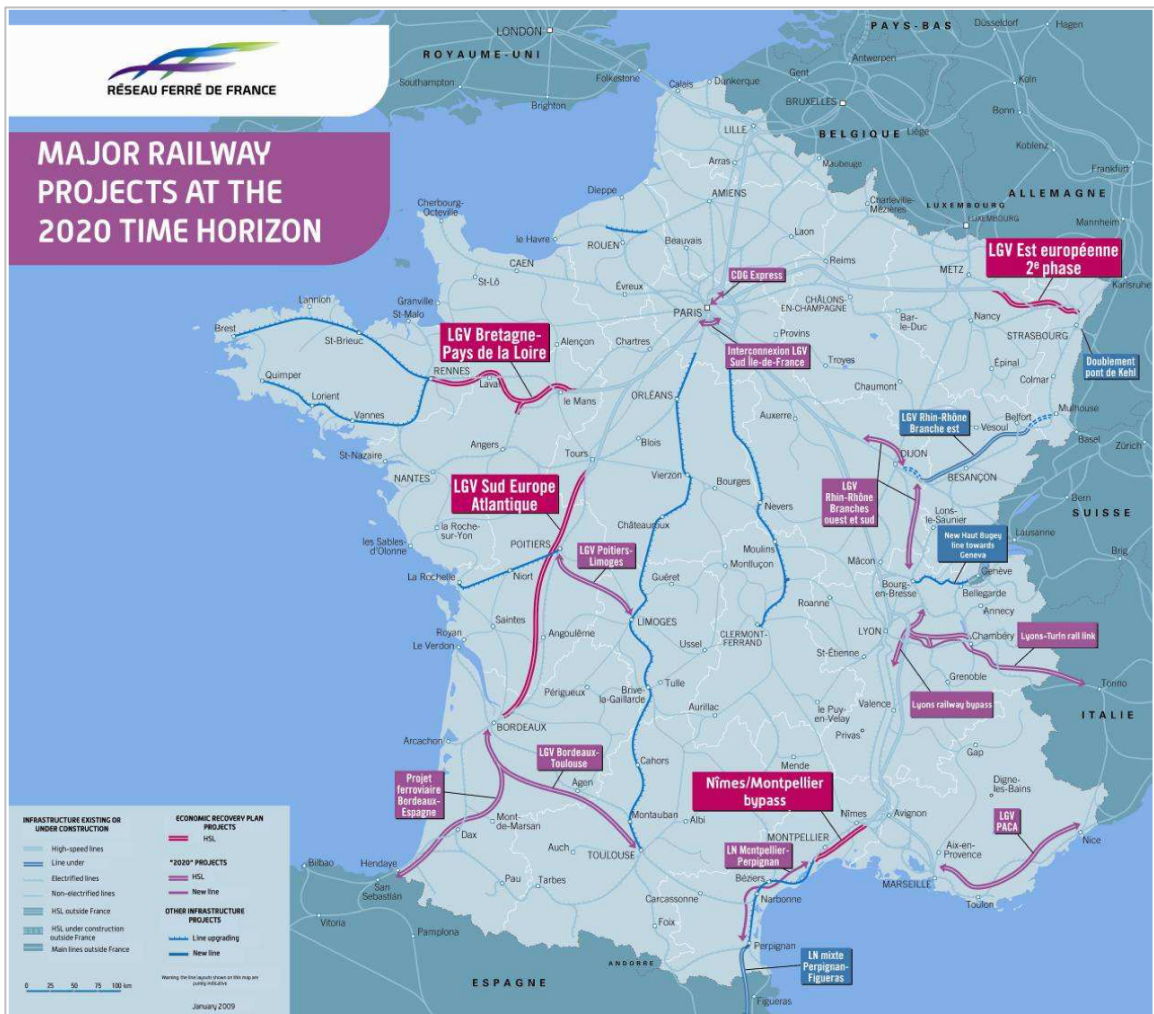 RÉSEAU FERRÉ DE FRANCE
MAJOR RAILWAY
PROJECTS AT THE
2020 TIME HORIZON
ROYAUME-UNI
LONDON
Southampton
Brighton
Folkestone
Calais
Dunkerque
PAYS-BAS
Düsseldorf
Hagen
Antwerpen
Gent
Köln
BRUXELLES
Bonn
BELGIQUE
Liège
Koblenz
LILLE
Maubeuge
Frankfurt
Arras
ALLEMAGNE
Dieppe
AMIENS
Charleville-
Mézières
LUXEMBOURG
LUXEMBOURG
Mannheim
Cherbourg-
Octeville
le Havre
ROUEN
Beauvais
Laon
LGV Est européenne
2e phase
CAEN
Reims
METZ
Karlsruhe
St-Lô
CDG Express
Évreux
CHÂLONS-
EN-CHAMPAGNE
Lannion
Granville
St-Malo
PARIS
Bar-
le-Duc
Nancy
Brest
St-Brieuc
LGV Bretagne-
Pays de la Loire
Alençon
Chartres
Provins
STRASBOURG
Interconnexion LGV
Sud Île-de-France
Troyes
Épinal
Doublement
pont de Kehl
Quimper
RENNES
Laval
le Mans
Chaumont
Colmar
Lorient
ORLÉANS
Vannes
Auxerre
LGV Rhin-Rhône
Branche est
Belfort
Mulhouse
Vesoul
Basel
Zürich
Angers
Blois
St-Nazaire
Tours
DIJON
NANTES
Vierzon
Bourges
BESANÇON
LGV Sud Europe
Atlantique
LGV
Rhin-Rhône
Branches
ouest et sud
Bern
Nevers
SUISSE
Châteauroux
Lons-
le-Saunier
la Roche-
sur-Yon
Lausanne
les Sables-
d'Olonne
POITIERS
Moulins
New Haut Bugey
line towards
Geneva
LGV Poitiers-
Limoges
Montluçon
Mâcon
Brig
La Rochelle
Niort
Guéret
Bourg-
en-Bresse
Genève
Bellegarde
Roanne
Annecy
Saintes
LIMOGES
Royan
Angoulême
Ussel
CLERMONT-
FERRAND
LYON
Chambéry
Lyons-Turin rail link
Le Verdon
St-Étienne
Tulle
Périgueux
Brive-
la-Gaillarde
Grenoble
Torino
Aurillac
le Puy-
en-Velay
Valence
Lyons railway bypass
BORDEAUX
Privas
ITALIE
Arcachon
LGV Bordeaux-
Toulouse
Gap
Cahors
Mende
Projet
ferroviaire
Bordeaux-
Espagne
Agen
Nîmes/Montpellier
bypass
Digne-
les-Bains
Montauban
Albi
Mont-
de-Marsan
Nîmes
Avignon
LGV
PACA
Dax
MONTPELLIER
Auch
TOULOUSE
LN Montpellier-
Perpignan
Aix-en-
Provence
Nice
Bilbao
Hendaye
Béziers
MARSEILLE
San
Sebastián
Pau
Tarbes
Carcassonne
Narbonne
Toulon
Vitoria
Foix
Pamplona
Perpignan
ANDORRE
LN mixte
Perpignan-
Figueras
ESPAGNE
Figueras
INFRASTRUCTURE EXISTING OR
UNDER CONSTRUCTION
High-speed lines
Line under
Electrified lines
Non-electrified lines
HSL outside France
HSL under construction
outside France
Main lines outside France
0 25 50 75 100 km
ECONOMIC RECOVERY PLAN
PROJECTS
HSL
"2020" PROJECTS
HSL
New line
OTHER INFRASTRUCTURE
PROJECTS
Line upgrading
New line
Warning, the line layouts shown on this map are
purely indicative
January 2009